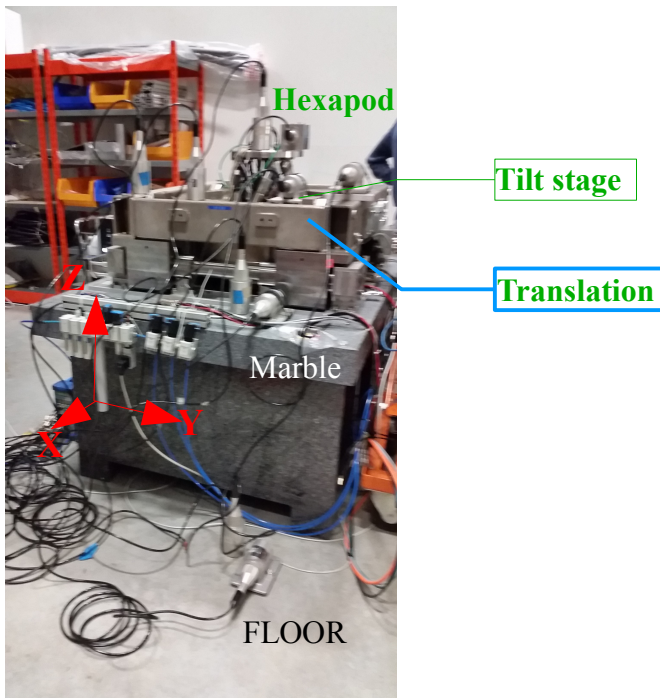 Hexapod
Tilt stage
Z
Translation
Marble
Y
X
FLOOR